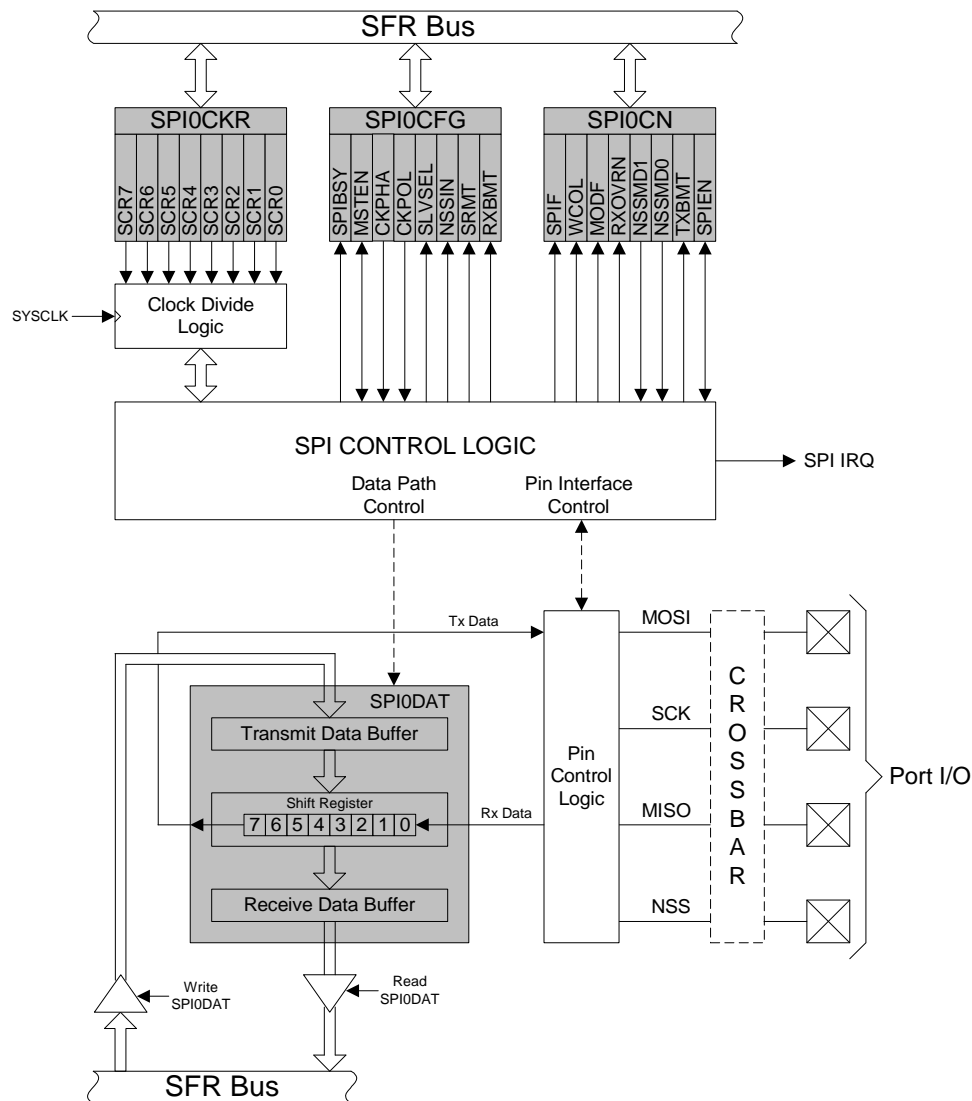 SFR Bus
SPI0CKR
SPI0CFG
SPI0CN
SCR7
SCR6
SCR5
SCR4
SCR3
SCR2
SCR1
SCR0
SPIBSY
MSTEN
CKPHA
CKPOL
SLVSEL
NSSIN
SRMT
RXBMT
SPIF
WCOL
MODF
RXOVRN
NSSMD1
NSSMD0
TXBMT
SPIEN
SYSCLK
Clock Divide
Logic
SPI CONTROL LOGIC
SPI IRQ
Data Path
Control
Pin Interface
Control
Tx Data
MOSI
SPI0DAT
Transmit Data Buffer
SCK
Shift Register
7 6 5 4 3 2 1 0
Rx Data
Pin
Control
Logic
MISO
CROSSBAR
Port I/O
Receive Data Buffer
NSS
Write
SPI0DAT
Read
SPI0DAT
SFR Bus